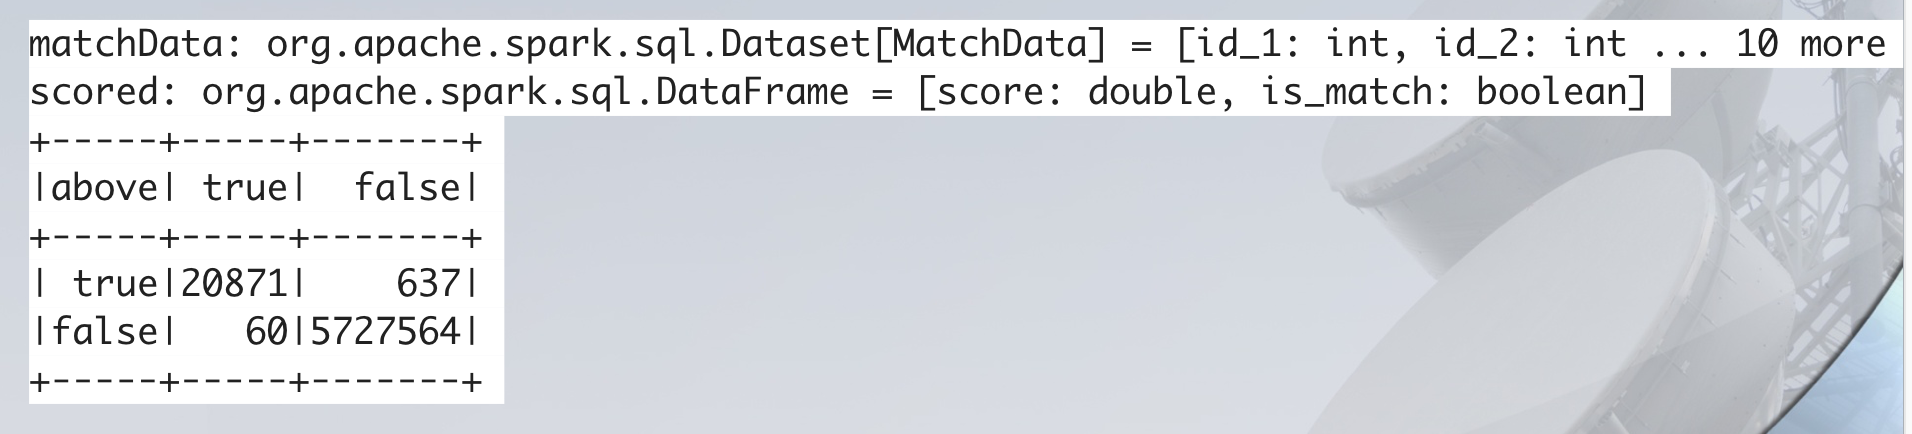 matchData: org.apache.spark.sql.Dataset[MatchData] = [id_1: int, id_2: int ... 10 more
scored: org.apache.spark.sql.DataFrame = [score: double, is_match: boolean]
+-----+-----+-------+
|above| true|  false|
+-----+-----+-------+
| true|20871|    637|
|false|   60|5727564|
+-----+-----+-------+